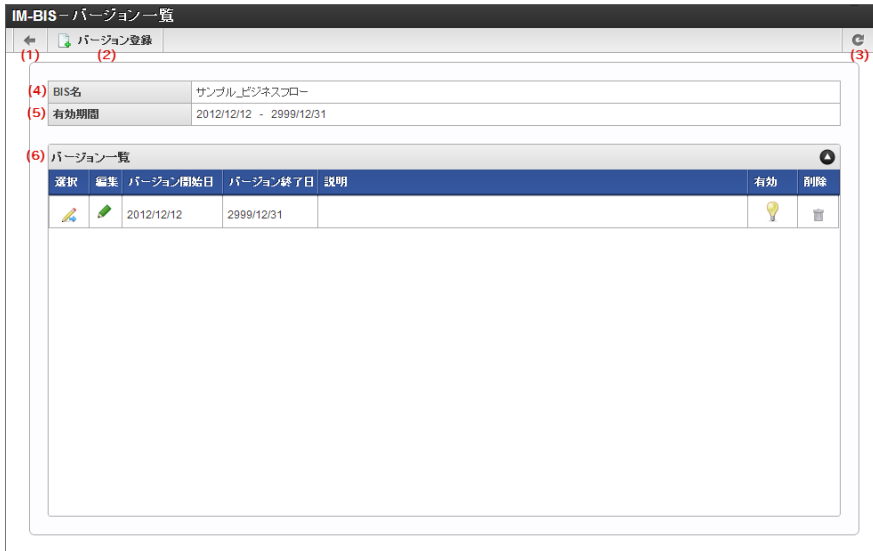 IM-BIS－バージョン一覧
バージョン登録
(1) (2) (3)
(4) BIS名 サンプル_ビジネスフロー
(5) 有効期間 2012/12/12 - 2999/12/31
(6) バージョン一覧
選択 編集 バージョン開始日 バージョン終了日 説明 有効 削除
2012/12/12 2999/12/31